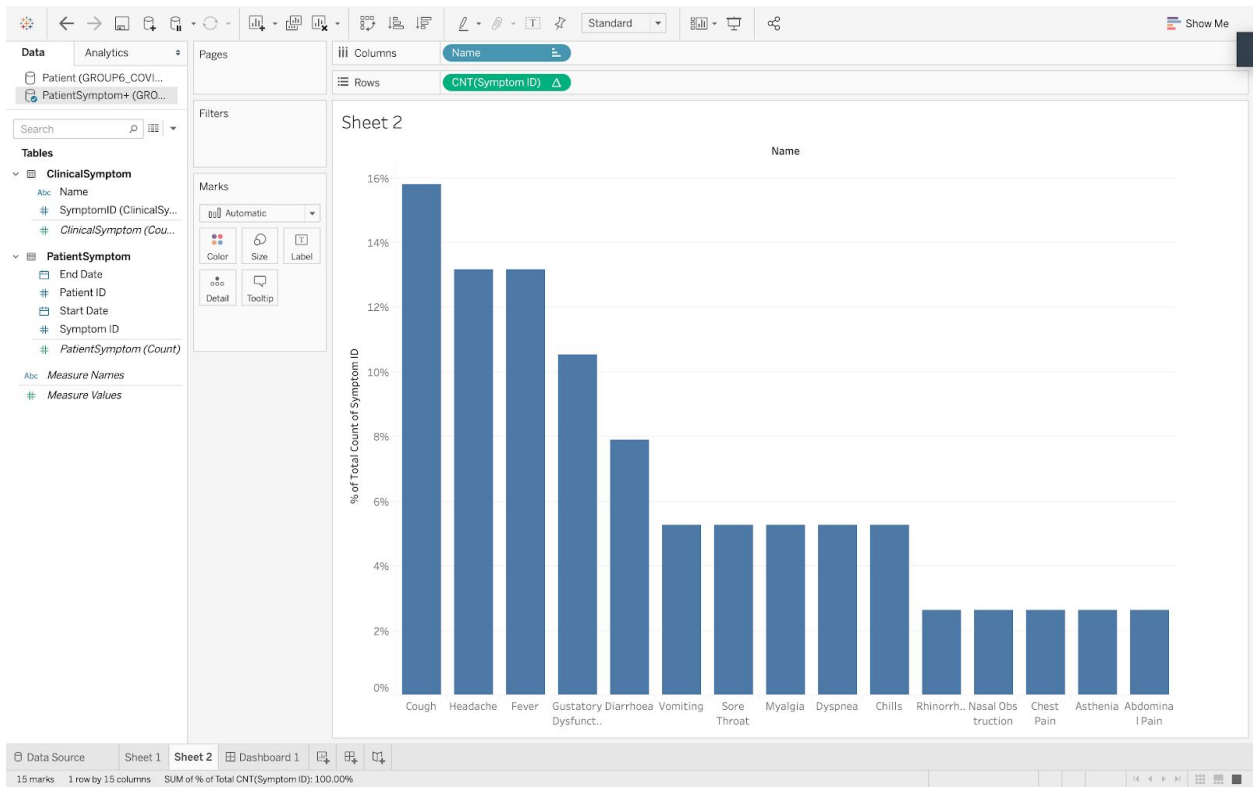 Standard
Show Me
Data
Analytics
Patient (GROUP6_COVI...
PatientSymptom+ (GRO...
Search
Tables
ClinicalSymptom
Abc Name
# SymptomID (ClinicalSy...
# ClinicalSymptom (Cou...
PatientSymptom
End Date
# Patient ID
Start Date
# Symptom ID
# PatientSymptom (Count)
Abc Measure Names
# Measure Values
Pages
Filters
Marks
Automatic
Color
Size
T
Label
Detail
Tooltip
Columns
Name
Rows
CNT(Symptom ID) Δ
Sheet 2
Name
% of Total Count of Symptom ID
16%
14%
12%
10%
8%
6%
4%
2%
0%
Cough
Headache
Fever
Gustatory
Dysfunct..
Diarrhoea
Vomiting
Sore
Throat
Myalgia
Dyspnea
Chills
Rhinorrh..
Nasal Obs
truction
Chest
Pain
Asthenia
Abdomina
l Pain
Data Source
Sheet 1
Sheet 2
Dashboard 1
15 marks 1 row by 15 columns SUM of % of Total CNT(Symptom ID): 100.00%